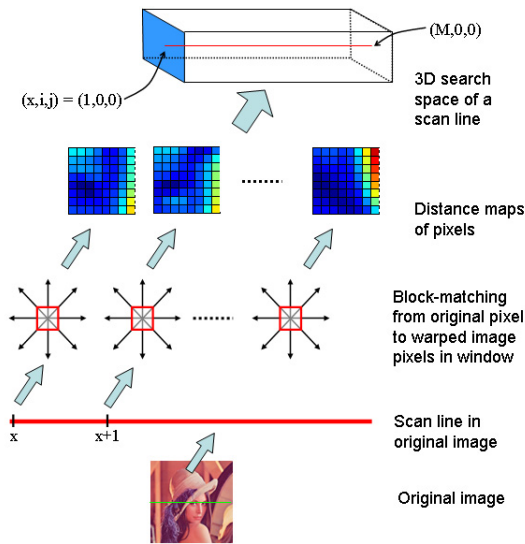 (M,0,0)
(x,i,j) = (1,0,0)
3D search
space of a
scan line
Distance maps
of pixels
Block-matching
from original pixel
to warped image
pixels in window
Scan line in
original image
x
x+1
Original image